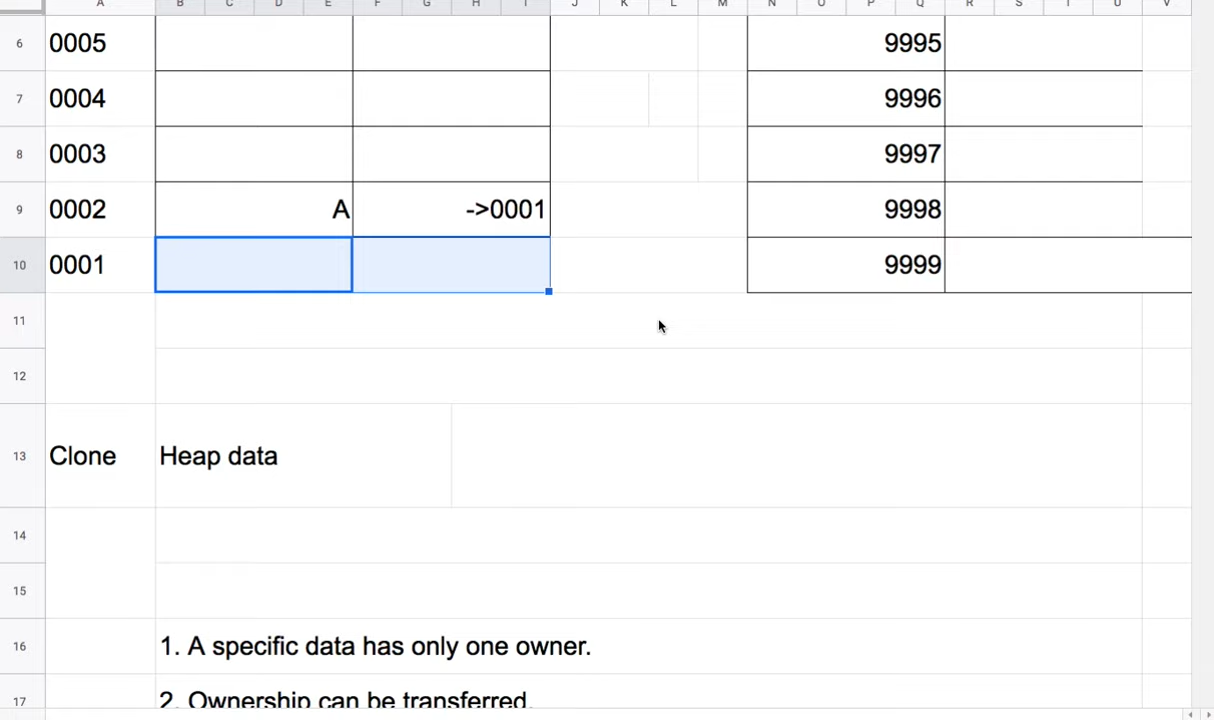 A B C D E F G H I J K L M N O P Q R S T U V
6 0005 9995
7 0004 9996
8 0003 9997
9 0002 A ->0001 9998
10 0001 9999
11
12
13 Clone Heap data
14
15
16 1. A specific data has only one owner.
17 2. Ownership can be transferred.